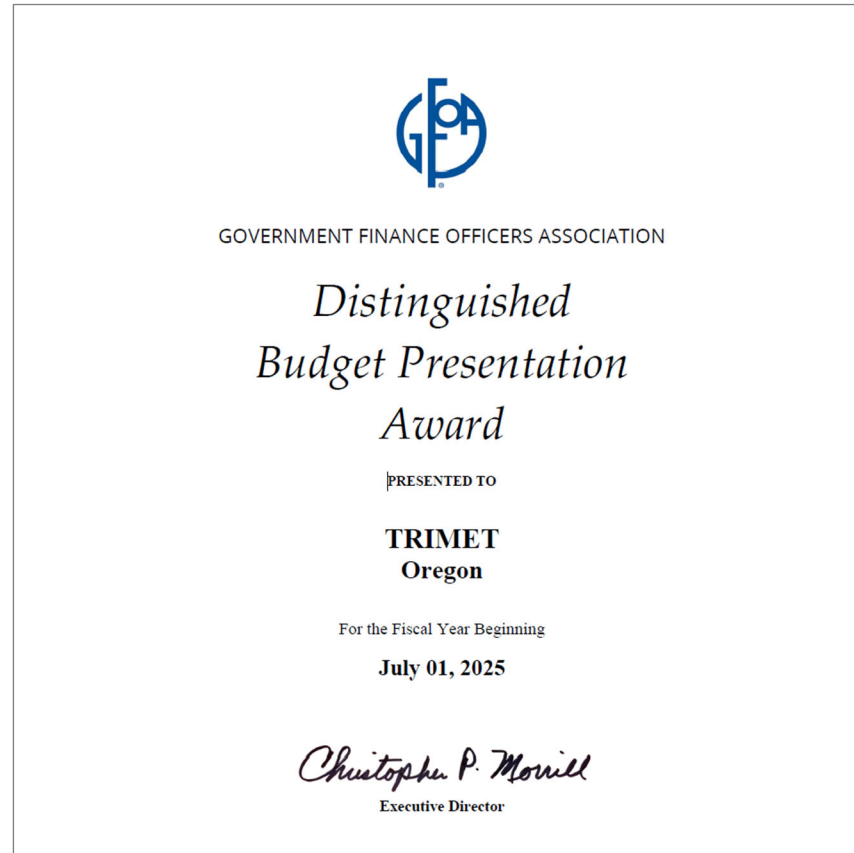 GFOA
®
GOVERNMENT FINANCE OFFICERS ASSOCIATION
Distinguished
Budget Presentation
Award
PRESENTED TO
TRIMET
Oregon
For the Fiscal Year Beginning
July 01, 2025
Christopher P. Morrill
Executive Director